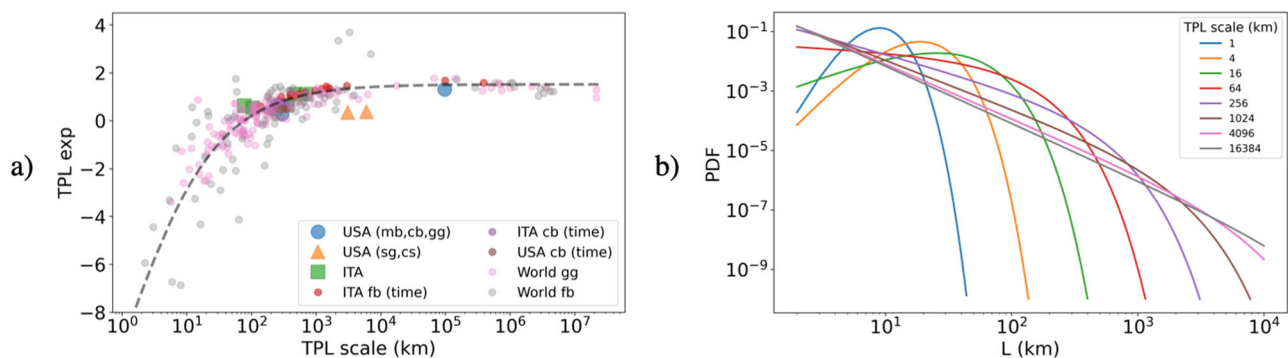 a)
TPL exp
4
2
0
−2
−4
−6
−8
USA (mb,cb,gg)
USA (sg,cs)
ITA
ITA fb (time)
ITA cb (time)
USA cb (time)
World gg
World fb
10⁰ 10¹ 10² 10³ 10⁴ 10⁵ 10⁶ 10⁷
TPL scale (km)
b)
PDF
10⁻¹
10⁻³
10⁻⁵
10⁻⁷
10⁻⁹
TPL scale (km)
1
4
16
64
256
1024
4096
16384
10¹ 10² 10³ 10⁴
L (km)